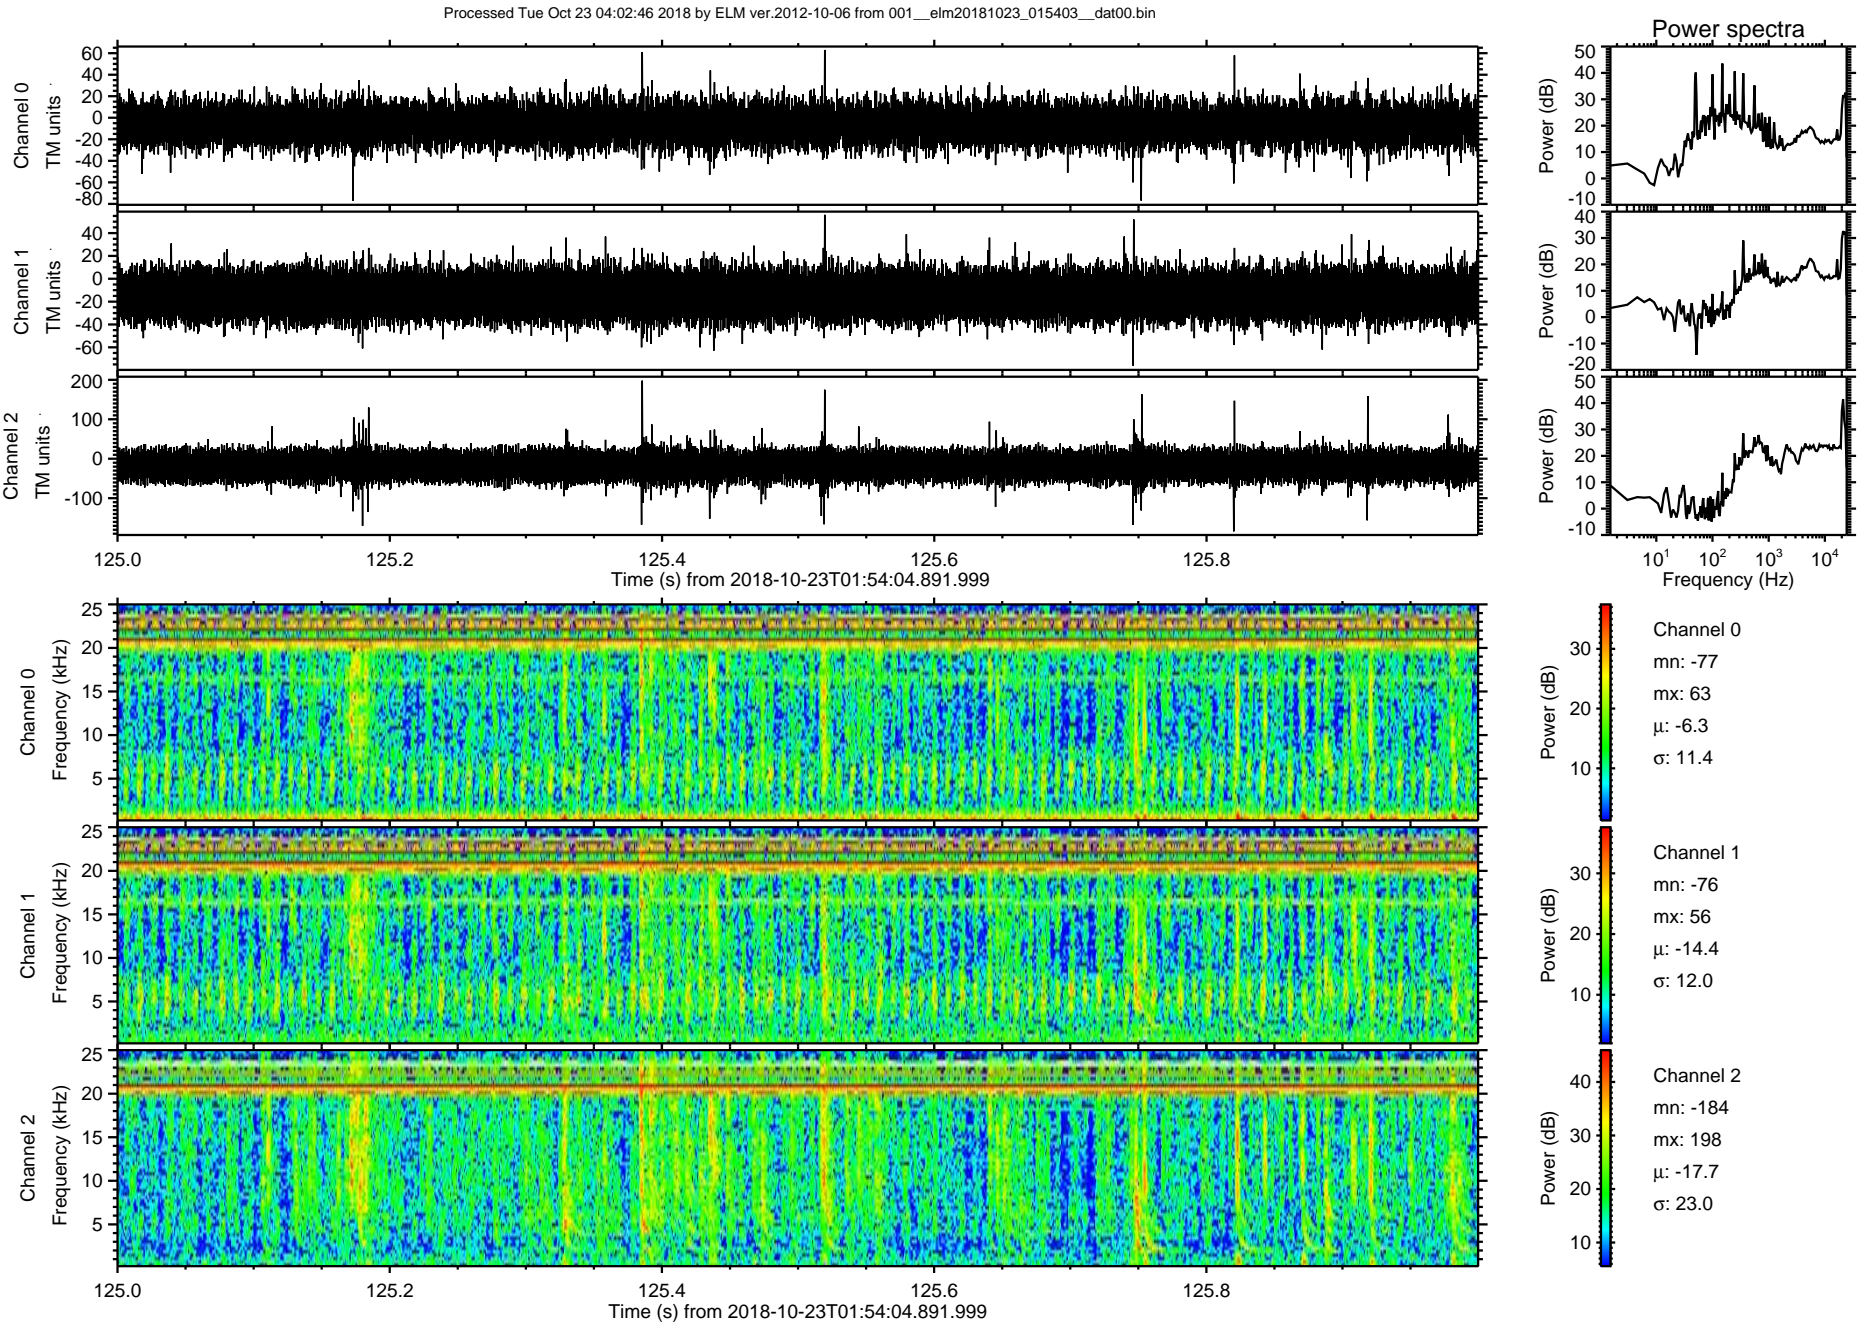 Processed Tue Oct 23 04:02:46 2018 by ELM ver.2012-10-06 from 001__elm20181023_015403__dat00.bin
Power spectra
Channel 0
TM units
60
40
20
0
-20
-40
-60
-80
Power (dB)
50
40
30
20
10
0
-10
Channel 1
TM units
40
20
0
-20
-40
-60
Power (dB)
40
30
20
10
0
-10
-20
Channel 2
TM units
200
100
0
-100
Power (dB)
50
40
30
20
10
0
-10
125.0 125.2 125.4 125.6 125.8
Time (s) from 2018-10-23T01:54:04.891.999
10¹ 10² 10³ 10⁴
Frequency (Hz)
Channel 0
Frequency (kHz)
25
20
15
10
5
Power (dB)
30
20
10
Channel 0
mn: -77
mx: 63
μ: -6.3
σ: 11.4
Channel 1
Frequency (kHz)
25
20
15
10
5
Power (dB)
30
20
10
Channel 1
mn: -76
mx: 56
μ: -14.4
σ: 12.0
Channel 2
Frequency (kHz)
25
20
15
10
5
Power (dB)
40
30
20
10
Channel 2
mn: -184
mx: 198
μ: -17.7
σ: 23.0
125.0 125.2 125.4 125.6 125.8
Time (s) from 2018-10-23T01:54:04.891.999